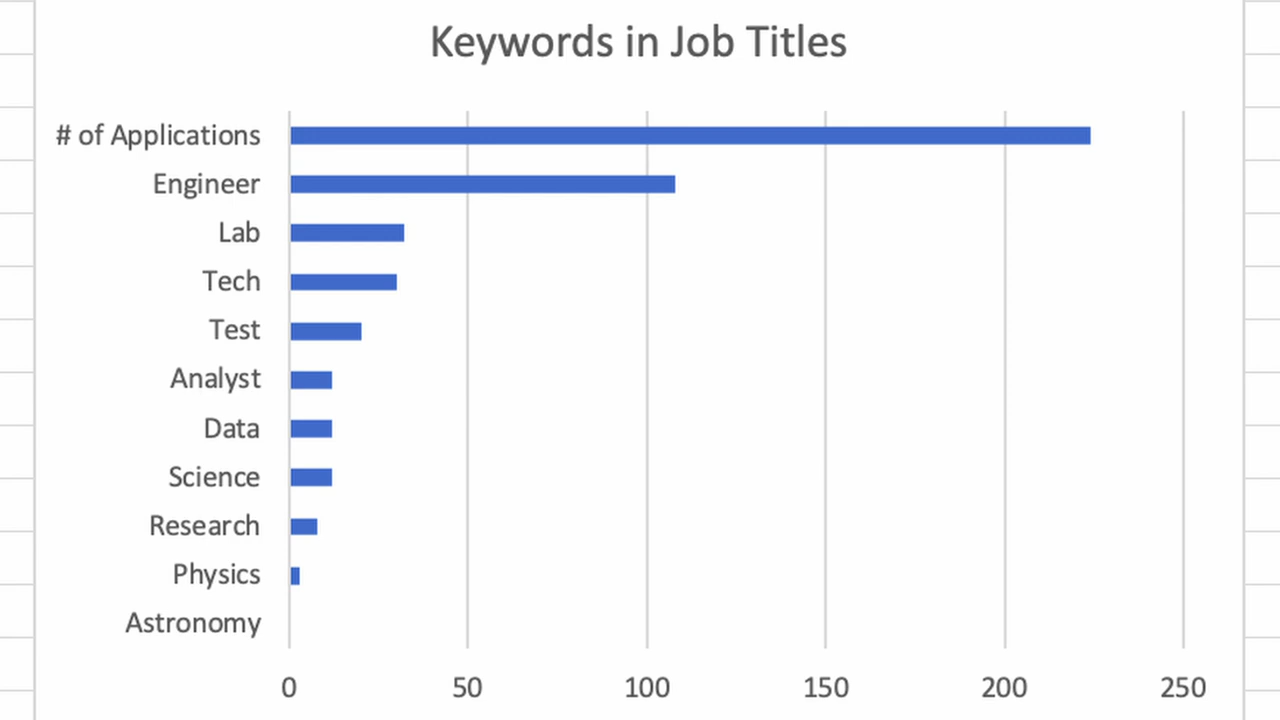 Keywords in Job Titles
# of Applications
Engineer
Lab
Tech
Test
Analyst
Data
Science
Research
Physics
Astronomy
0 50 100 150 200 250